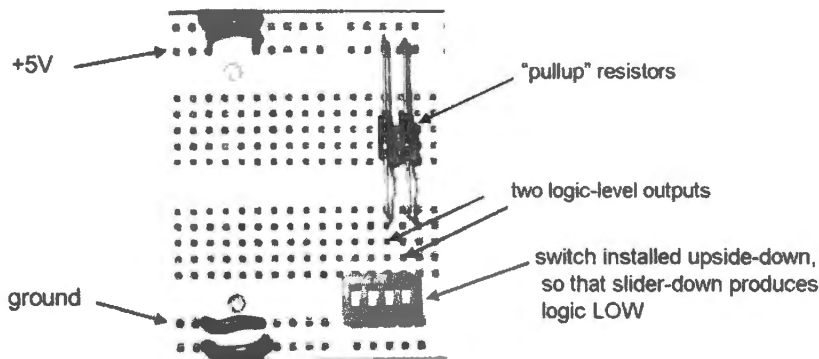 +5V
"pullup" resistors
two logic-level outputs
switch installed upside-down,
so that slider-down produces
logic LOW
ground